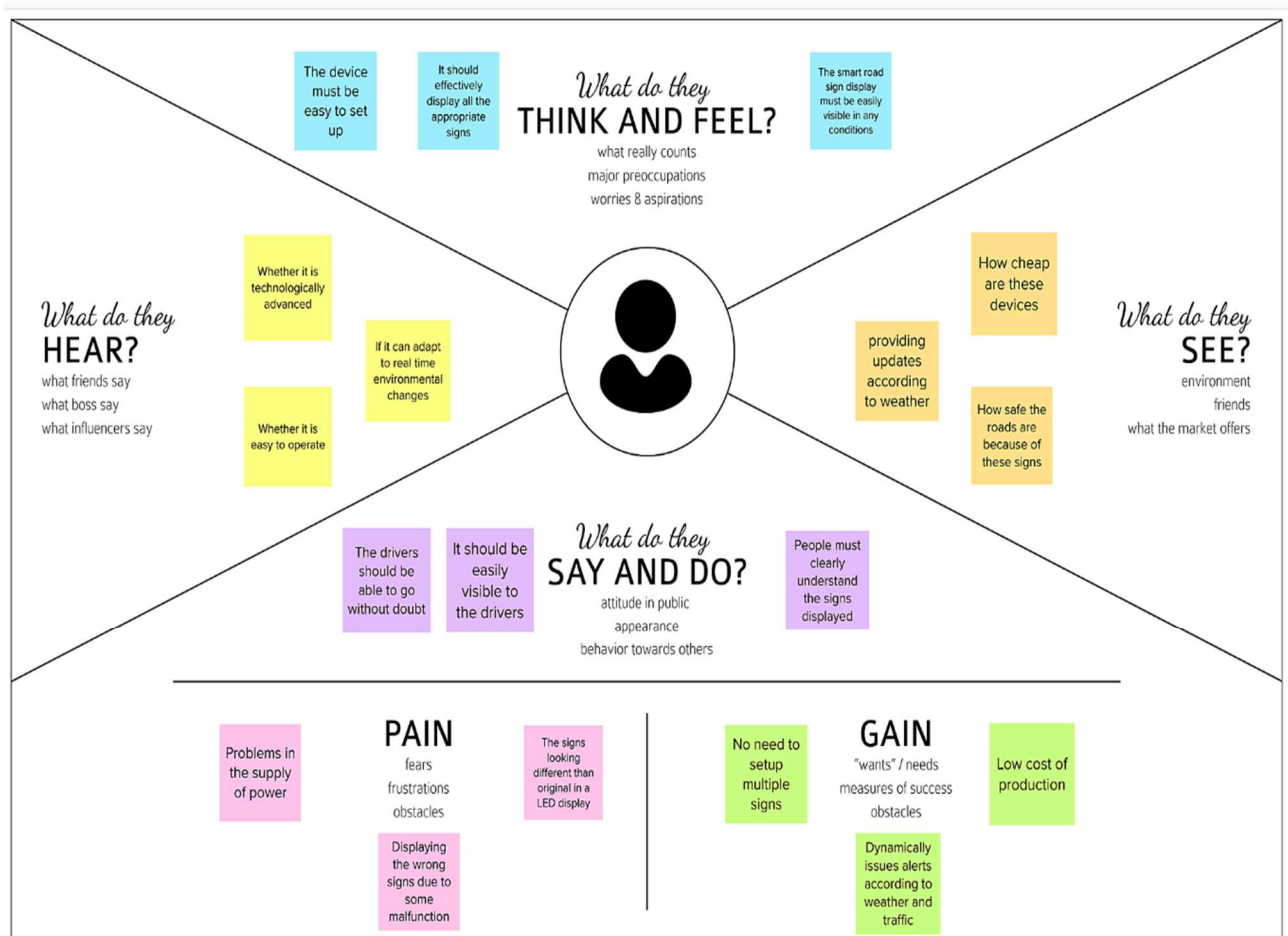 The device
must be
easy to set
up
It should
effectively
display all the
appropriate
signs
What do they
THINK AND FEEL?
what really counts
major preoccupations
worries & aspirations
The smart road
sign display
must be easily
visible in any
conditions
What do they
HEAR?
what friends say
what boss say
what influencers say
Whether it is
technologically
advanced
If it can adapt
to real time
environmental
changes
Whether it is
easy to operate
providing
updates
according
to weather
How cheap
are these
devices
How safe the
roads are
because of
these signs
What do they
SEE?
environment
friends
what the market offers
The drivers
should be
able to go
without doubt
It should be
easily
visible to
the drivers
What do they
SAY AND DO?
attitude in public
appearance
behavior towards others
People must
clearly
understand
the signs
displayed
Problems in
the supply
of power
PAIN
fears
frustrations
obstacles
The signs
looking
different than
original in a
LED display
Displaying
the wrong
signs due to
some
malfunction
No need to
setup
multiple
signs
GAIN
"wants" / needs
measures of success
obstacles
Low cost of
production
Dynamically
issues alerts
according to
weather and
traffic